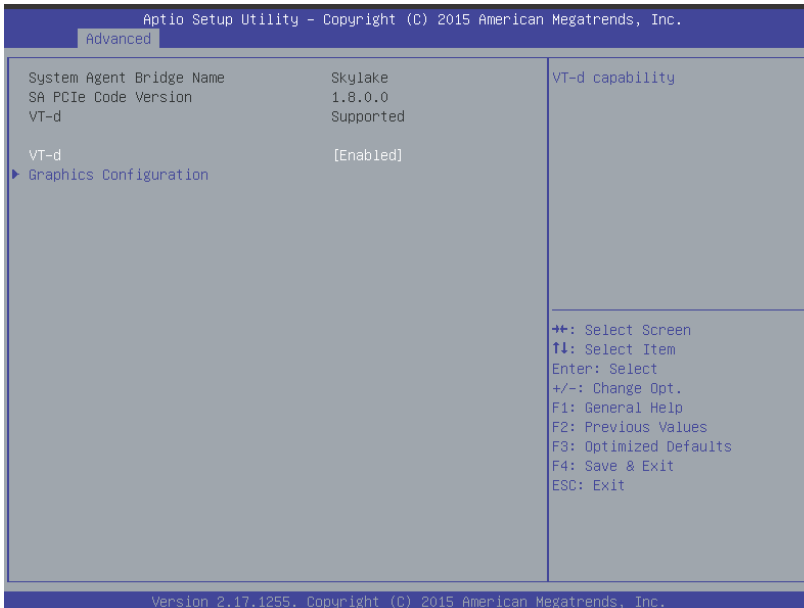 Aptio Setup Utility – Copyright (C) 2015 American Megatrends, Inc.
Advanced
System Agent Bridge Name Skylake
SA PCIe Code Version 1.8.0.0
VT-d Supported
VT-d [Enabled]
Graphics Configuration
VT-d capability
→←: Select Screen
↑↓: Select Item
Enter: Select
+/-: Change Opt.
F1: General Help
F2: Previous Values
F3: Optimized Defaults
F4: Save & Exit
ESC: Exit
Version 2.17.1255. Copyright (C) 2015 American Megatrends, Inc.